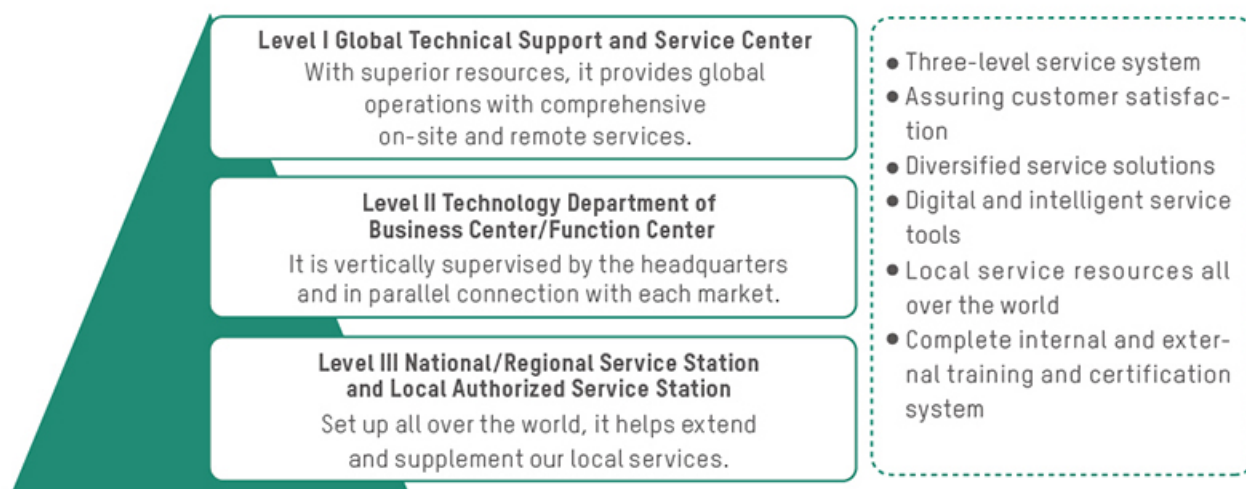 Level I Global Technical Support and Service Center
With superior resources, it provides global
operations with comprehensive
on-site and remote services.
Level II Technology Department of
Business Center/Function Center
It is vertically supervised by the headquarters
and in parallel connection with each market.
Level III National/Regional Service Station
and Local Authorized Service Station
Set up all over the world, it helps extend
and supplement our local services.
● Three-level service system
● Assuring customer satisfac-
tion
● Diversified service solutions
● Digital and intelligent service
tools
● Local service resources all
over the world
● Complete internal and exter-
nal training and certification
system